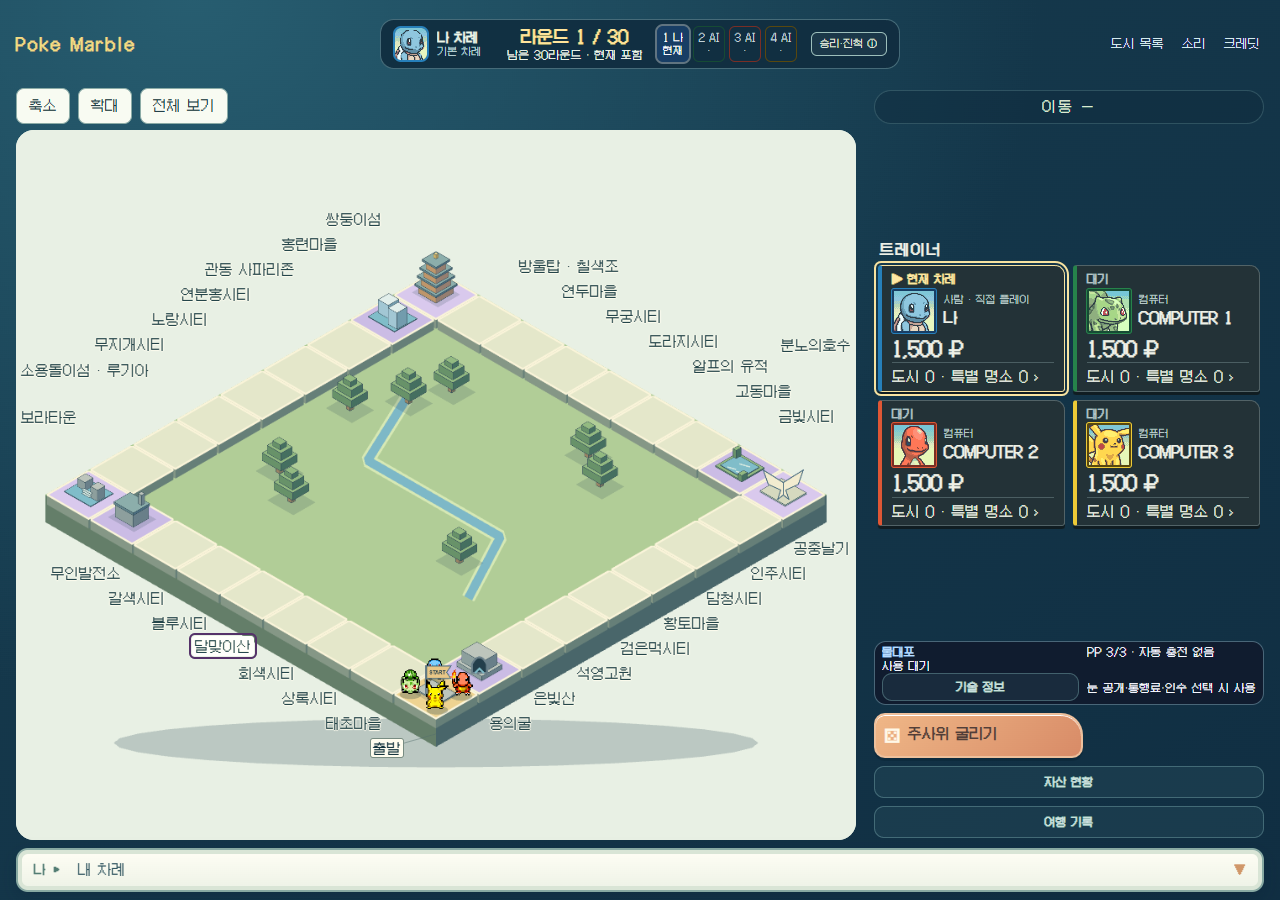 Poke Marble
나 차례
기본 차례
라운드 1 / 30
남은 30라운드 · 현재 포함
1 나
현재
2 AI
·
3 AI
·
4 AI
·
승리·진척 ⓘ
도시 목록
소리
크레딧
축소
확대
전체 보기
이동 —
쌍둥이섬
홍련마을
관동 사파리존
연분홍시티
노랑시티
무지개시티
소용돌이섬 · 루기아
보라타운
방울탑 · 칠색조
연두마을
무궁시티
도라지시티
분노의호수
알프의 유적
고동마을
금빛시티
무인발전소
갈색시티
블루시티
달맞이산
회색시티
상록시티
태초마을
출발
START
공중날기
인주시티
담청시티
황토마을
검은먹시티
석영고원
은빛산
용의굴
트레이너
▶ 현재 차례
사람 · 직접 플레이
나
1,500 ₽
도시 0 · 특별 명소 0 ›
대기
컴퓨터
COMPUTER 1
1,500 ₽
도시 0 · 특별 명소 0 ›
대기
컴퓨터
COMPUTER 2
1,500 ₽
도시 0 · 특별 명소 0 ›
대기
컴퓨터
COMPUTER 3
1,500 ₽
도시 0 · 특별 명소 0 ›
물대포
사용 대기
PP 3/3 · 자동 충전 없음
기술 정보
눈 공개·통행료·인수 선택 시 사용
주사위 굴리기
자산 현황
여행 기록
나 ▸ 내 차례
▼